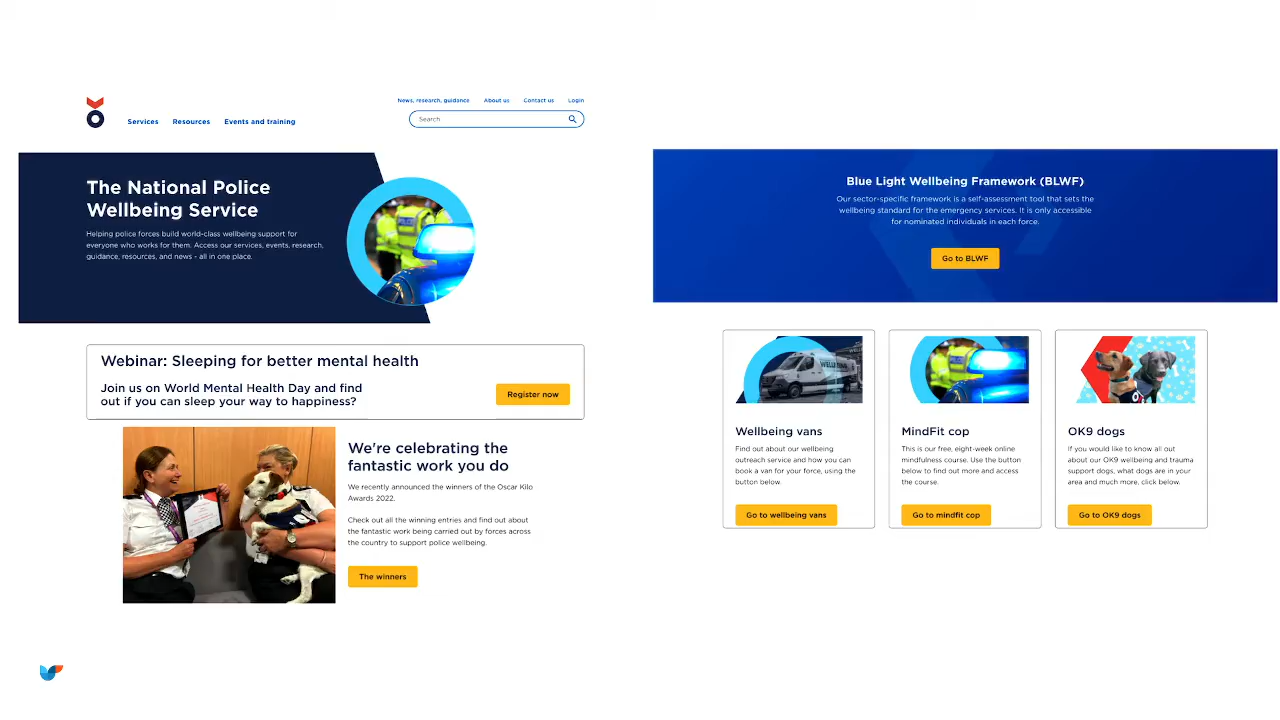 News, research, guidance
About us
Contact us
Login
Services
Resources
Events and training
Search
The National Police
Wellbeing Service
Helping police forces build world-class wellbeing support for
everyone who works for them. Access our services, events, research,
guidance, resources, and news - all in one place.
Webinar: Sleeping for better mental health
Join us on World Mental Health Day and find
out if you can sleep your way to happiness?
Register now
We're celebrating the
fantastic work you do
We recently announced the winners of the Oscar Kilo
Awards 2022.
Check out all the winning entries and find out about
the fantastic work being carried out by forces across
the country to support police wellbeing.
The winners
Blue Light Wellbeing Framework (BLWF)
Our sector-specific framework is a self-assessment tool that sets the
wellbeing standard for the emergency services. It is only accessible
for nominated individuals in each force.
Go to BLWF
Wellbeing vans
Find out about our wellbeing
outreach service and how you can
book a van for your force, using the
button below.
Go to wellbeing vans
MindFit cop
This is our free, eight-week online
mindfulness course. Use the button
below to find out more and access
the course.
Go to mindfit cop
OK9 dogs
If you would like to know all out
about our OK9 wellbeing and trauma
support dogs, what dogs are in your
area and much more, click below.
Go to OK9 dogs